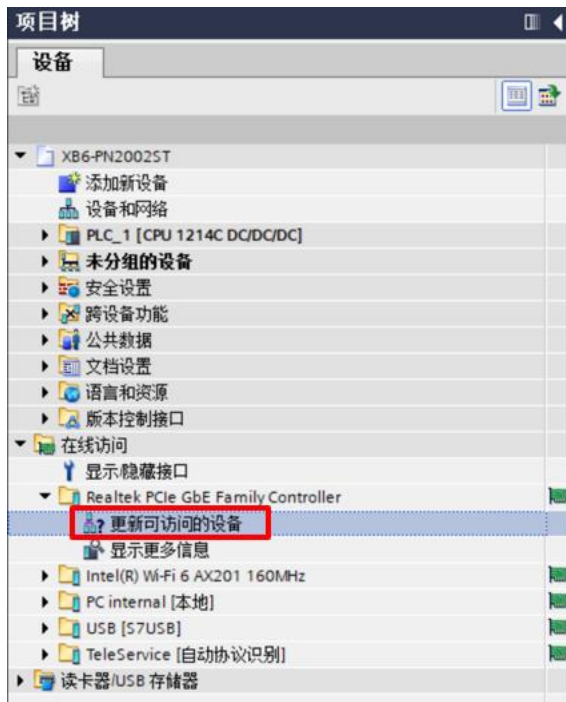 项目树
设备
XB6-PN2002ST
添加新设备
设备和网络
PLC_1 [CPU 1214C DC/DC/DC]
未分组的设备
安全设置
跨设备功能
公共数据
文档设置
语言和资源
版本控制接口
在线访问
显示/隐藏接口
Realtek PCIe GbE Family Controller
更新可访问的设备
显示更多信息
Intel(R) Wi-Fi 6 AX201 160MHz
PC internal [本地]
USB [S7USB]
TeleService [自动协议识别]
读卡器/USB 存储器